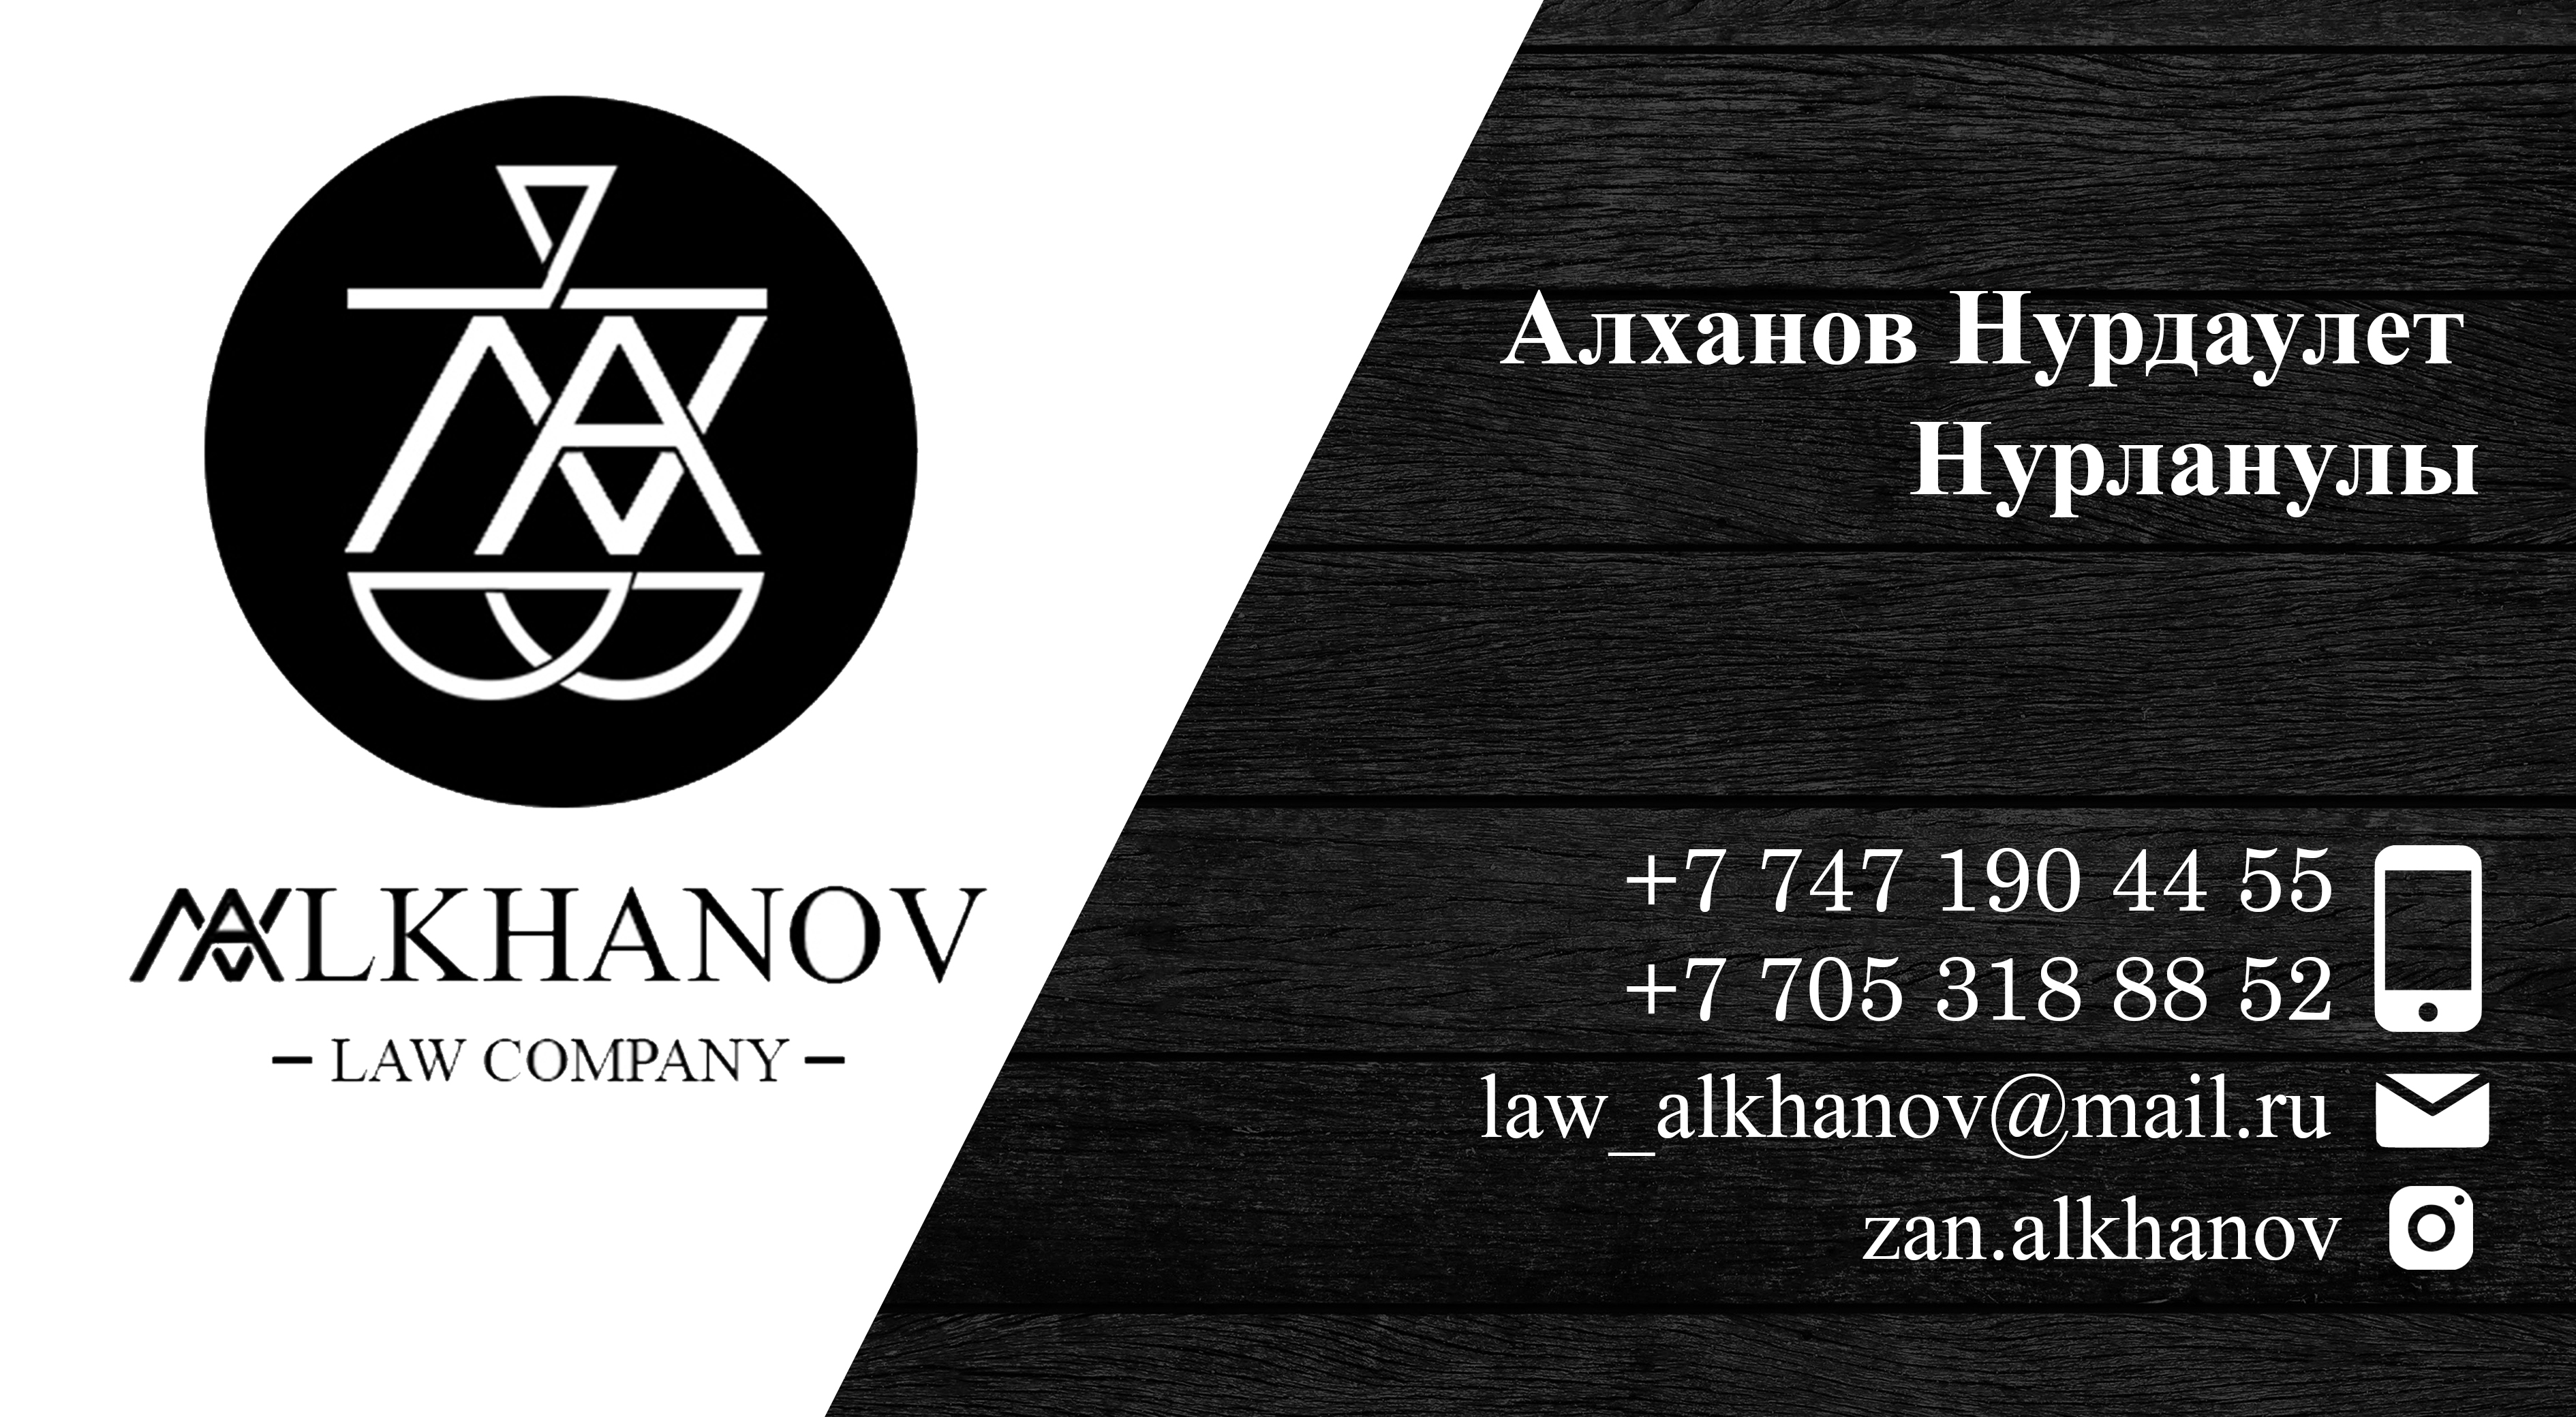 ALKHANOV
– LAW COMPANY –
Алханов Нурдаулет
Нурланулы
+7 747 190 44 55
+7 705 318 88 52
law_alkhanov@mail.ru
zan.alkhanov